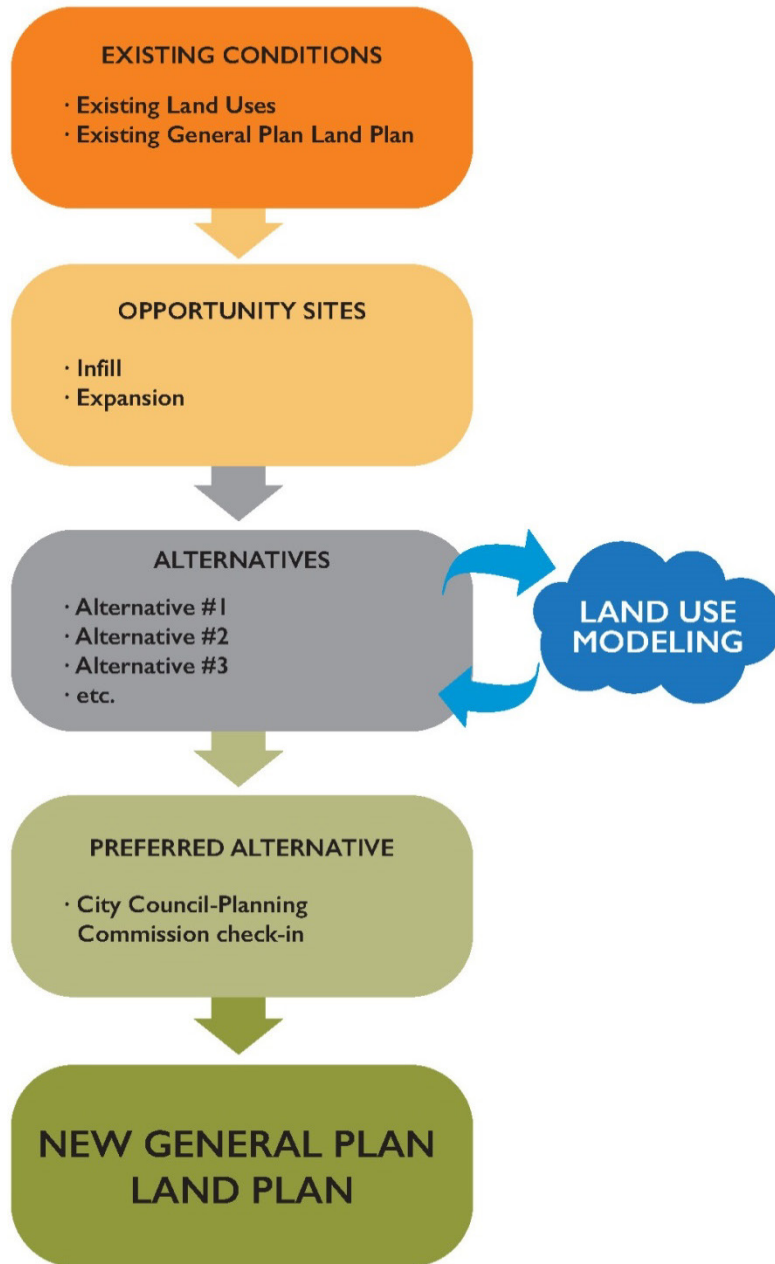 EXISTING CONDITIONS
· Existing Land Uses
· Existing General Plan Land Plan
OPPORTUNITY SITES
· Infill
· Expansion
ALTERNATIVES
· Alternative #1
· Alternative #2
· Alternative #3
· etc.
LAND USE
MODELING
PREFERRED ALTERNATIVE
· City Council-Planning
Commission check-in
NEW GENERAL PLAN
LAND PLAN